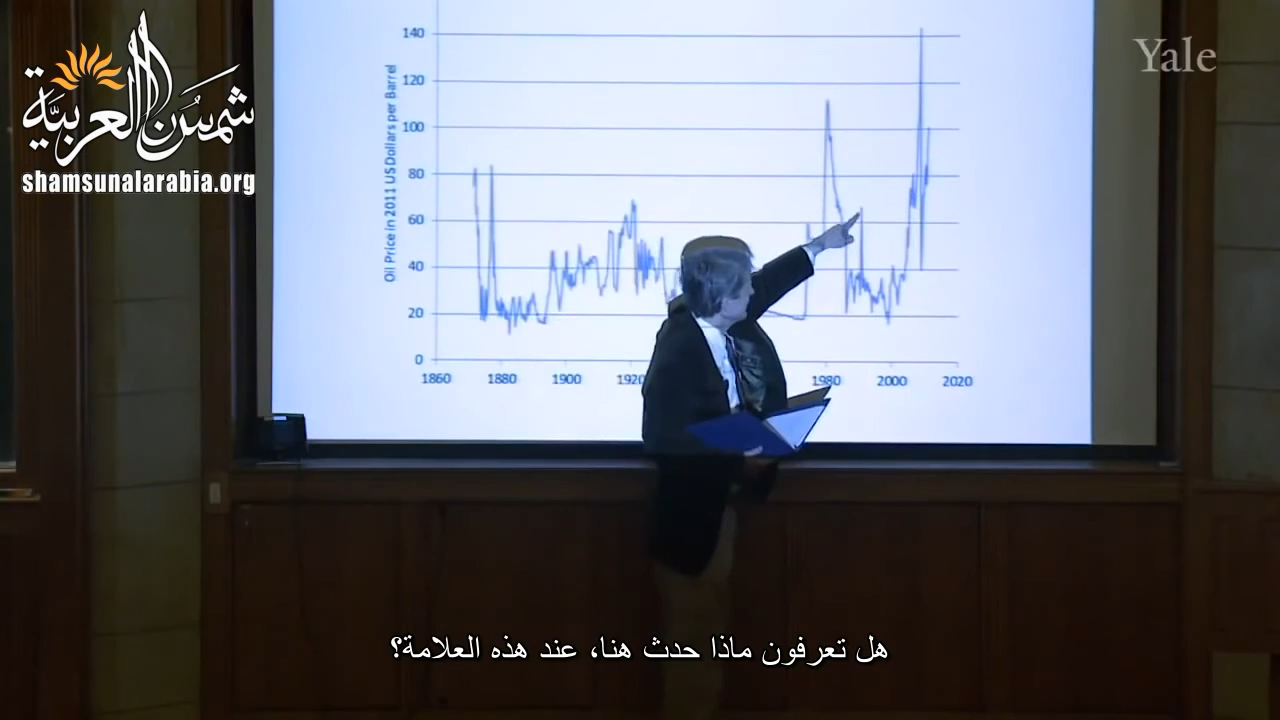 شمس العربية
shamsunalarabia.org
Yale
Oil Price in 2011 US Dollars per Barrel
140
120
100
80
60
40
20
0
1860 1880 1900 1920 1980 2000 2020
هل تعرفون ماذا حدث هنا، عند هذه العلامة؟